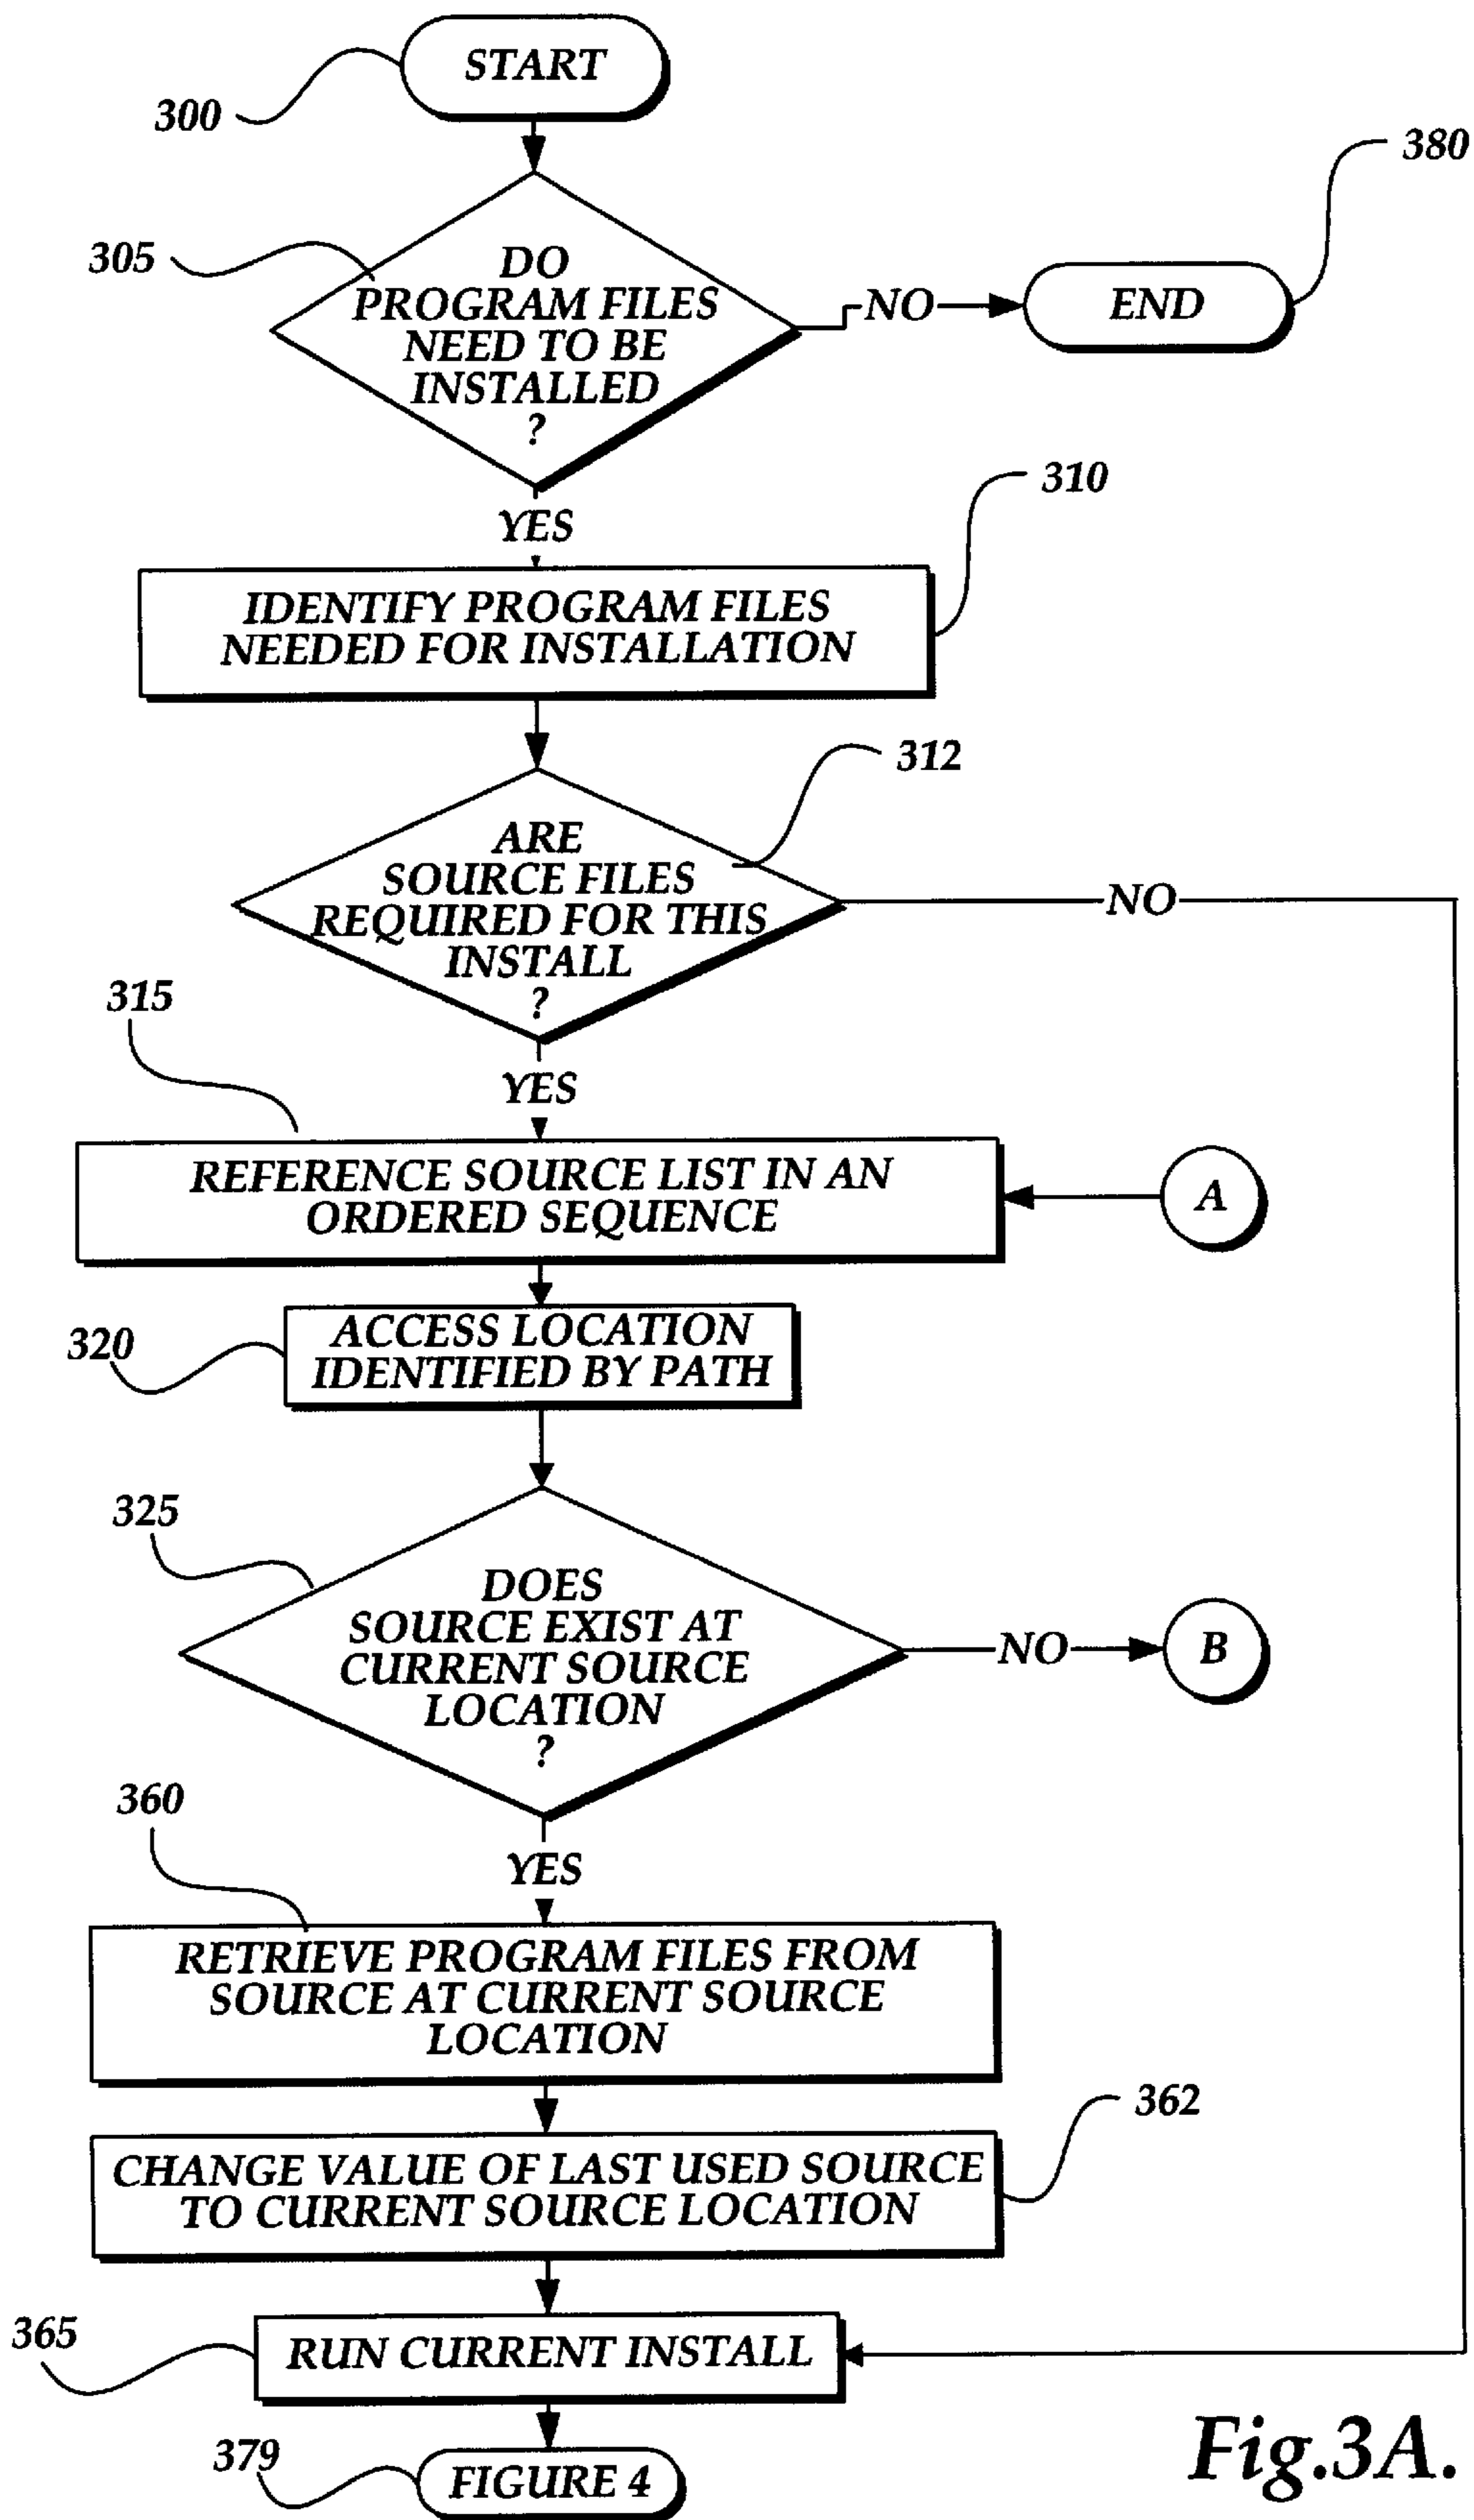 START
300
380
305
DO
PROGRAM FILES
NEED TO BE
INSTALLED
?
NO
END
310
YES
IDENTIFY PROGRAM FILES
NEEDED FOR INSTALLATION
312
ARE
SOURCE FILES
REQUIRED FOR THIS
INSTALL
?
NO
315
YES
REFERENCE SOURCE LIST IN AN
ORDERED SEQUENCE
A
320
ACCESS LOCATION
IDENTIFIED BY PATH
325
DOES
SOURCE EXIST AT
CURRENT SOURCE
LOCATION
?
NO
B
360
YES
RETRIEVE PROGRAM FILES FROM
SOURCE AT CURRENT SOURCE
LOCATION
362
CHANGE VALUE OF LAST USED SOURCE
TO CURRENT SOURCE LOCATION
365
RUN CURRENT INSTALL
379
FIGURE 4
Fig.3A.